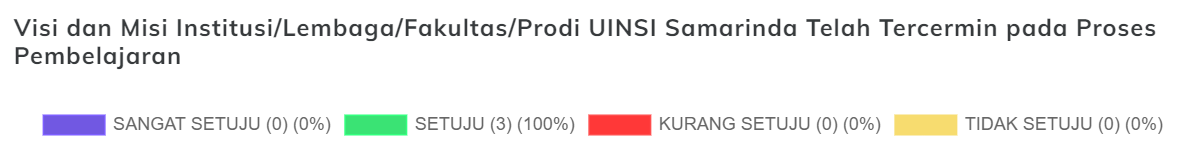 Visi dan Misi Institusi/Lembaga/Fakultas/Prodi UINSI Samarinda Telah Tercermin pada Proses
Pembelajaran
SANGAT SETUJU (0) (0%) SETUJU (3) (100%) KURANG SETUJU (0) (0%) TIDAK SETUJU (0) (0%)